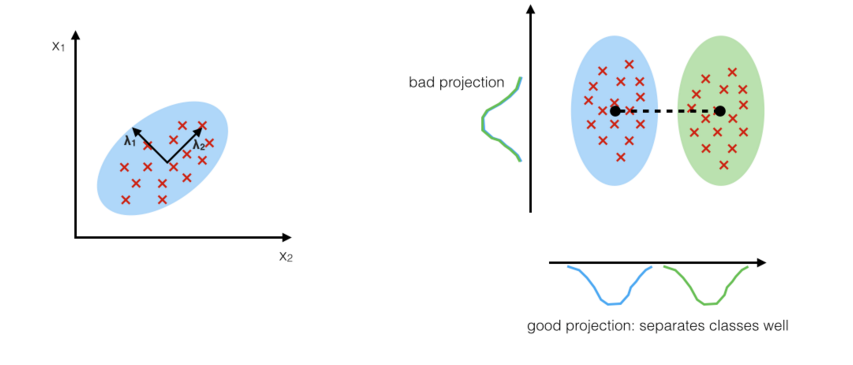 X1
λ1
λ2
X2
bad projection
good projection: separates classes well